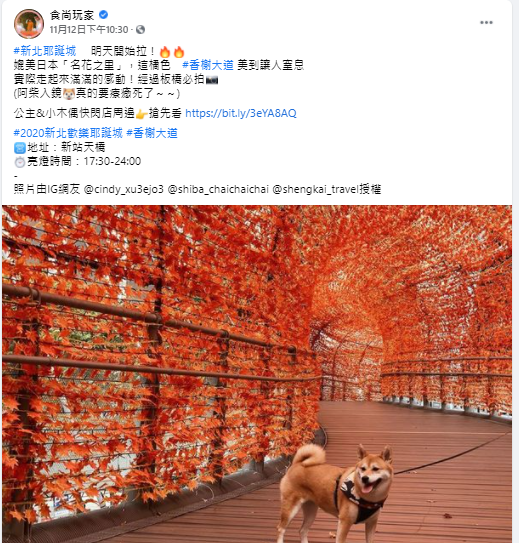 食尚玩家
11月12日下午10:30 ·
#新北耶誕城 明天開始拉！🔥🔥
媲美日本「名花之里」，這橘色 #香榭大道 美到讓人窒息
實際走起來滿滿的感動！經過板橋必拍📷
(阿柴入鏡🐶真的要療癒死了～～)
公主&小木偶快閃店周邊👉搶先看 https://bit.ly/3eYA8AQ
#2020新北歡樂耶誕城 #香榭大道
地址：新站天橋
⏱亮燈時間：17:30-24:00
-
照片由IG網友 @cindy_xu3ejo3 @shiba_chaichaichai @shengkai_travel授權